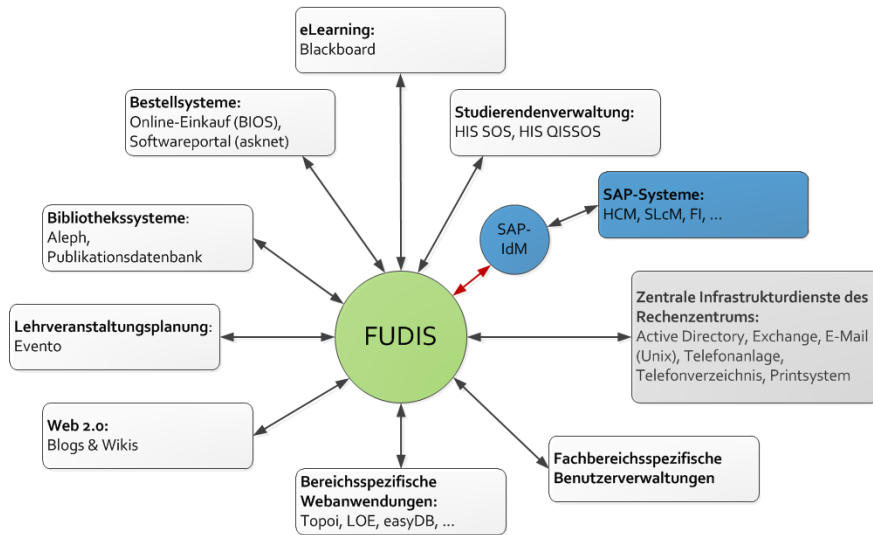 eLearning:
Blackboard
Bestellsysteme:
Online-Einkauf (BIOS),
Softwareportal (asknet)
Studierendenverwaltung:
HIS SOS, HIS QISSOS
SAP-Systeme:
HCM, SLcM, FI, ...
SAP-
IdM
Bibliothekssysteme:
Aleph,
Publikationsdatenbank
Zentrale Infrastrukturdienste des
Rechenzentrums:
Active Directory, Exchange, E-Mail
(Unix), Telefonanlage,
Telefonverzeichnis, Printsystem
Lehrveranstaltungsplanung:
Evento
FUDIS
Web 2.0:
Blogs & Wikis
Fachbereichsspezifische
Benutzerverwaltungen
Bereichsspezifische
Webanwendungen:
Topoi, LOE, easyDB, ...